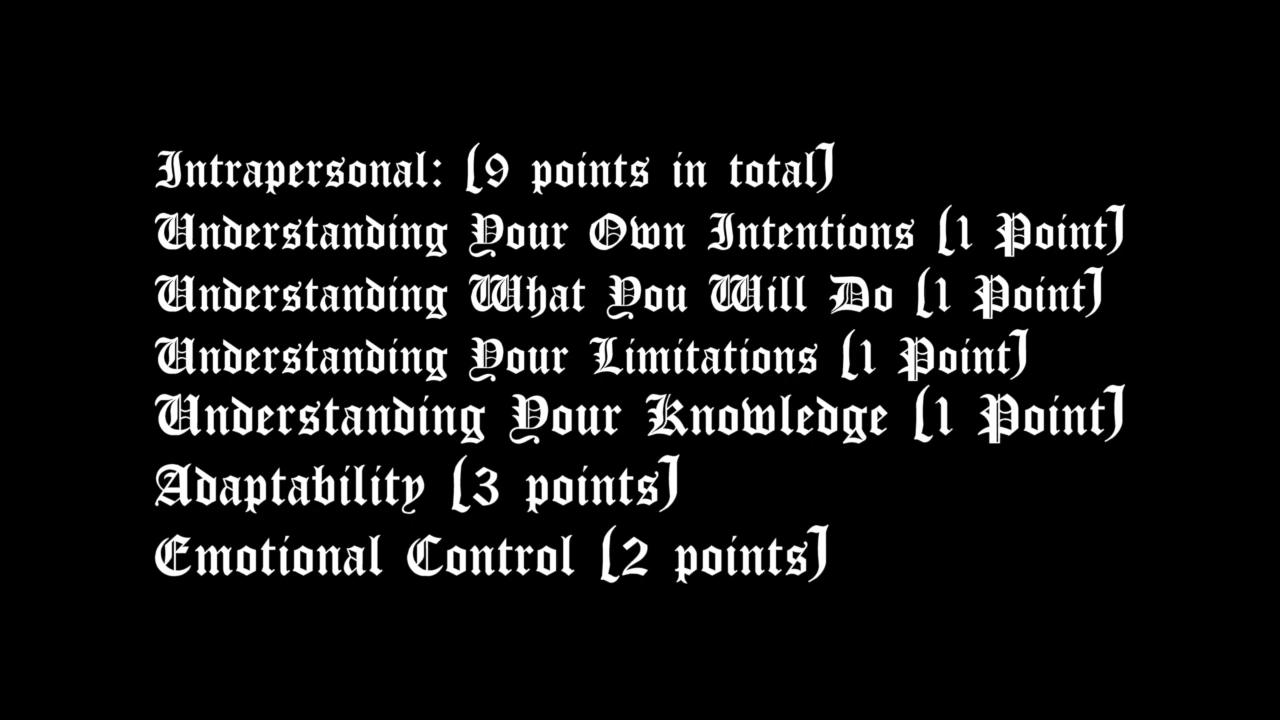 Intrapersonal: (9 points in total)
Understanding Your Own Intentions (1 Point)
Understanding What You Will Do (1 Point)
Understanding Your Limitations (1 Point)
Understanding Your Knowledge (1 Point)
Adaptability (3 points)
Emotional Control (2 points)